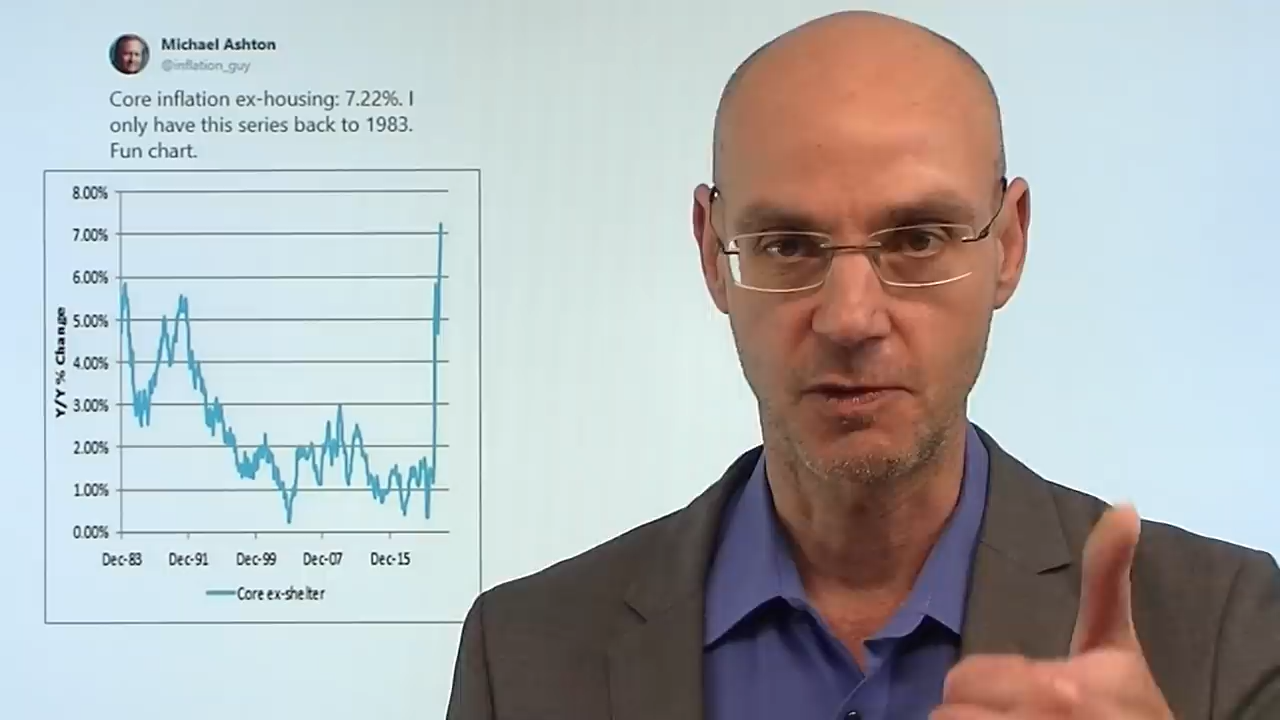 Michael Ashton
@inflation_guy
Core inflation ex-housing: 7.22%. I
only have this series back to 1983.
Fun chart.
8.00%
7.00%
6.00%
5.00%
4.00%
3.00%
2.00%
1.00%
0.00%
Y/Y % Change
Dec-83 Dec-91 Dec-99 Dec-07 Dec-15
Core ex-shelter